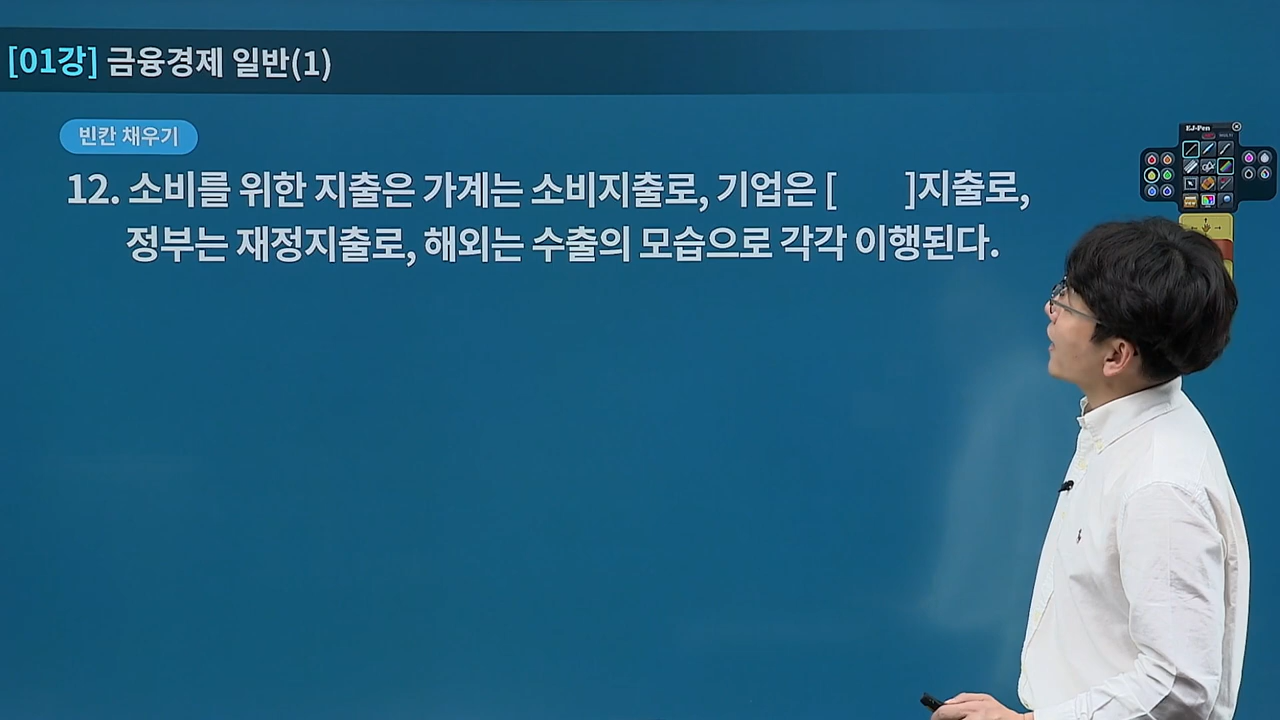 [01강] 금융경제 일반(1)
빈칸 채우기
12. 소비를 위한 지출은 가계는 소비지출로, 기업은 [ ]지출로,
정부는 재정지출로, 해외는 수출의 모습으로 각각 이행된다.
EJ-Pen